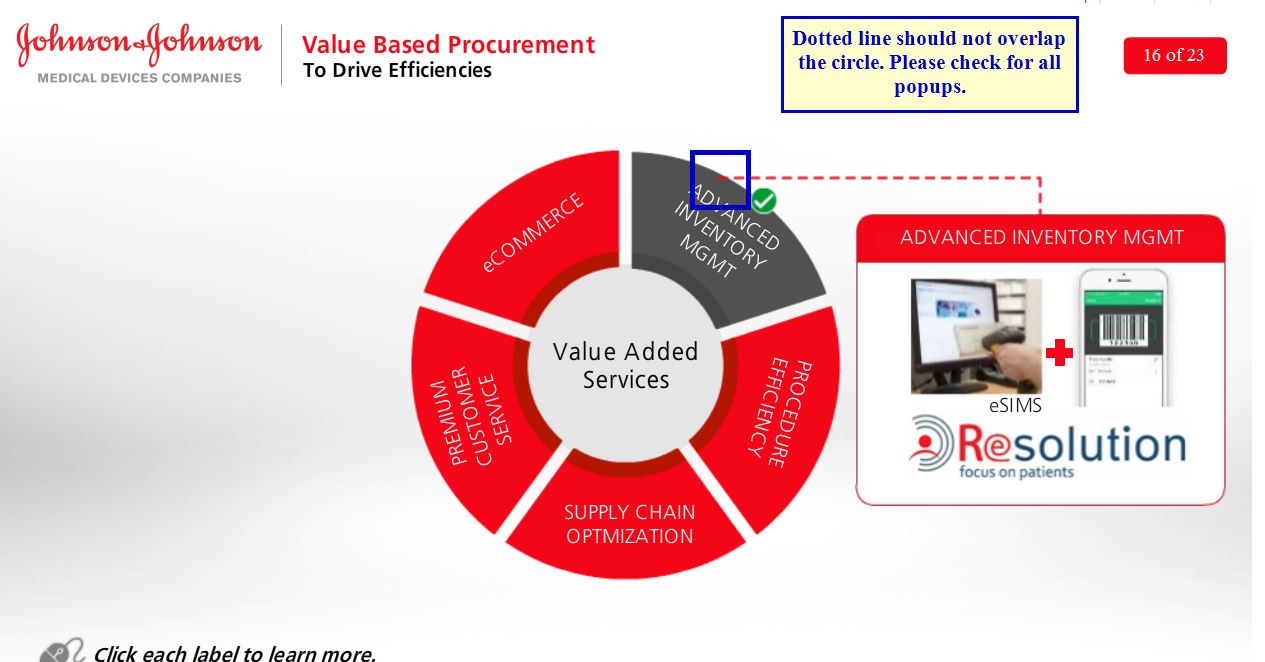 Johnson & Johnson
MEDICAL DEVICES COMPANIES
Value Based Procurement
To Drive Efficiencies
Dotted line should not overlap
the circle. Please check for all
popups.
16 of 23
eCOMMERCE
ADVANCED
INVENTORY
MGMT
PROCEDURE
EFFICIENCY
SUPPLY CHAIN
OPTMIZATION
PREMIUM
CUSTOMER
SERVICE
Value Added
Services
ADVANCED INVENTORY MGMT
eSIMS
Resolution
focus on patients
Click each label to learn more.